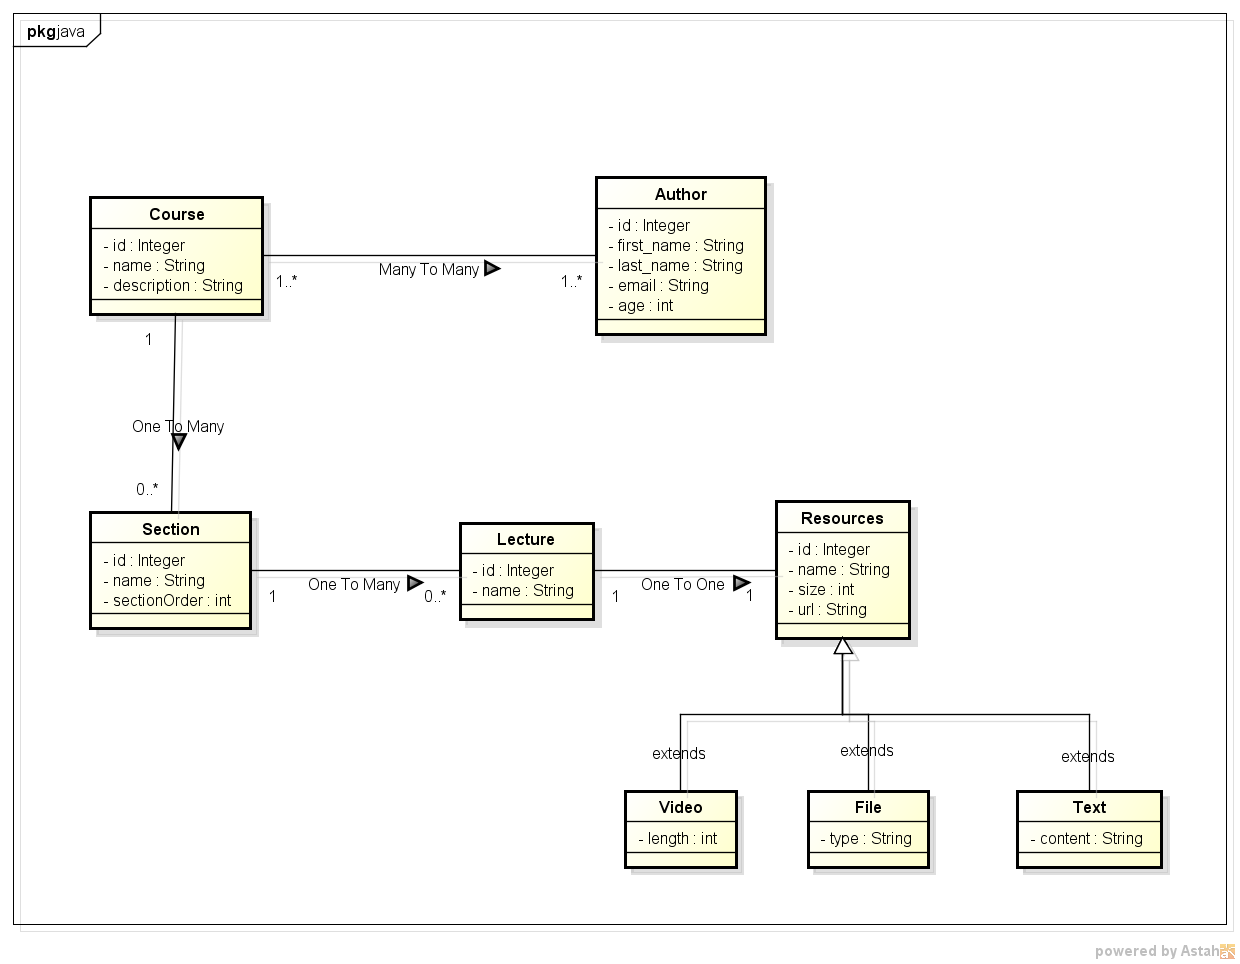 pkg java
Course
- id : Integer
- name : String
- description : String
Author
- id : Integer
- first_name : String
- last_name : String
- email : String
- age : int
Many To Many
1..*
1..*
1
One To Many
0..*
Section
- id : Integer
- name : String
- sectionOrder : int
One To Many
1
0..*
Lecture
- id : Integer
- name : String
One To One
1
1
Resources
- id : Integer
- name : String
- size : int
- url : String
extends
extends
extends
Video
- length : int
File
- type : String
Text
- content : String
powered by Astah